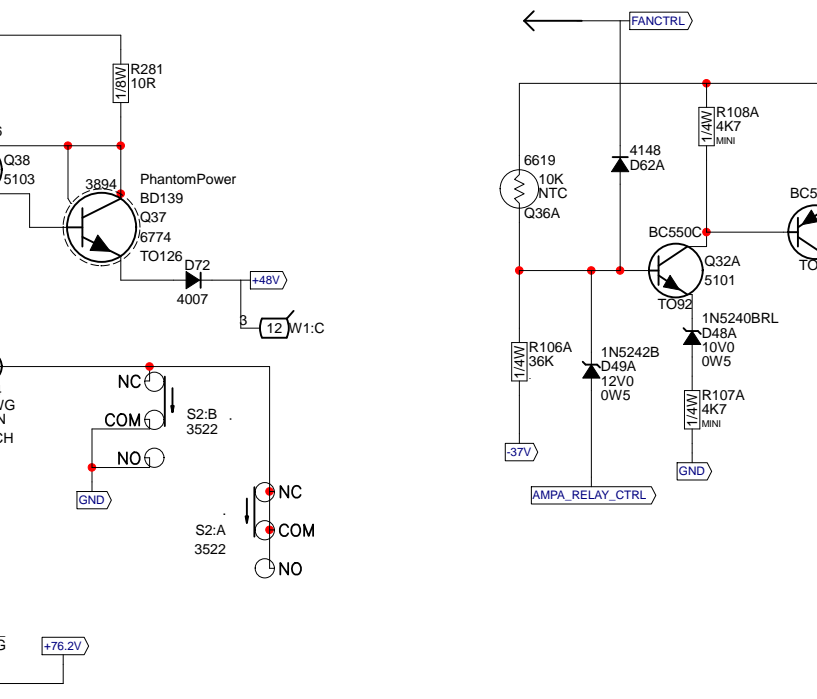 FANCTRL
R281
10R
1/8W
R108A
4K7
MINI
1/4W
Q38
5103
3894
PhantomPower
BD139
Q37
6774
TO126
6619
10K
NTC
Q36A
4148
D62A
BC550C
Q32A
5101
TO92
D72
4007
+48V
3
12
W1:C
R106A
36K
1/4W
1N5242B
D49A
12V0
0W5
1N5240BRL
D48A
10V0
0W5
R107A
4K7
MINI
1/4W
NC
COM
NO
S2:B
3522
GND
-37V
GND
AMPA_RELAY_CTRL
NC
COM
NO
S2:A
3522
+76.2V